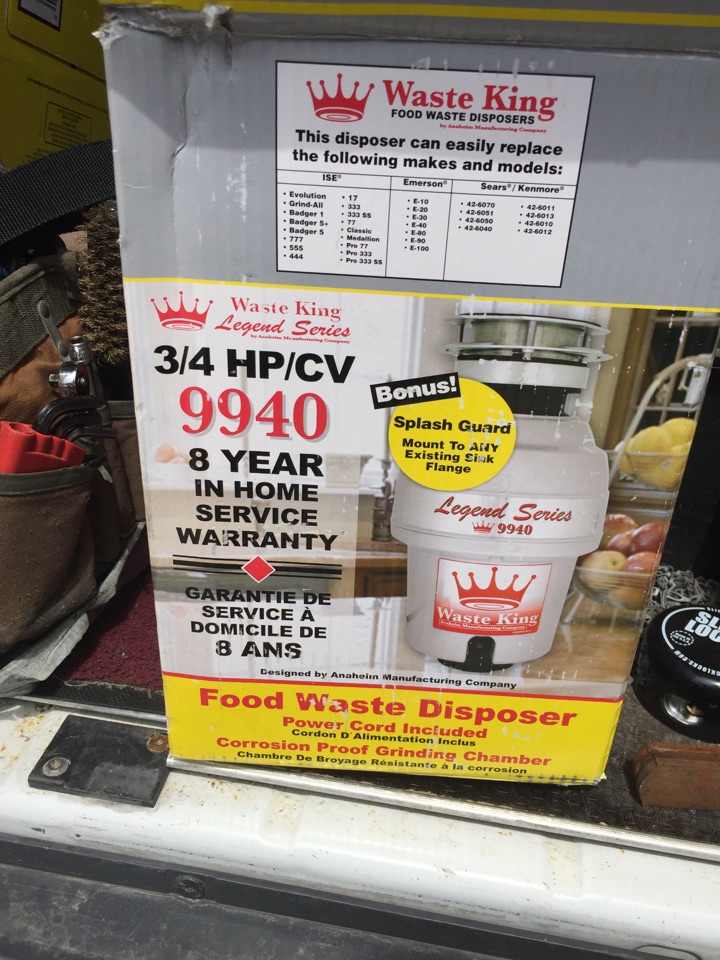 Waste King
FOOD WASTE DISPOSERS
by Anaheim Manufacturing Company
This disposer can easily replace
the following makes and models:
ISE®
• Evolution
• Grind-All
• Badger 1
• Badger 5+
• Badger 5
• 777
• 555
• 444
• 17
• 333
• 333 SS
• 77
• Classic
• Medallion
• Pro 77
• Pro 333
• Pro 333 SS
Emerson®
• E-10
• E-20
• E-30
• E-40
• E-80
• E-90
• E-100
Sears®/ Kenmore®
• 42-6070
• 42-6051
• 42-6050
• 42-6040
• 42-6011
• 42-6013
• 42-6010
• 42-6012
Waste King
Legend Series
by Anaheim Manufacturing Company
3/4 HP/CV
9940
8 YEAR
IN HOME
SERVICE
WARRANTY
GARANTIE DE
SERVICE À
DOMICILE DE
8 ANS
Bonus!
Splash Guard
Mount To ANY
Existing Sink
Flange
Legend Series
9940
Waste King
Anaheim Manufacturing Company
Designed by Anaheim Manufacturing Company
Food Waste Disposer
Power Cord Included
Cordon D'Alimentation Inclus
Corrosion Proof Grinding Chamber
Chambre De Broyage Résistante à la corrosion